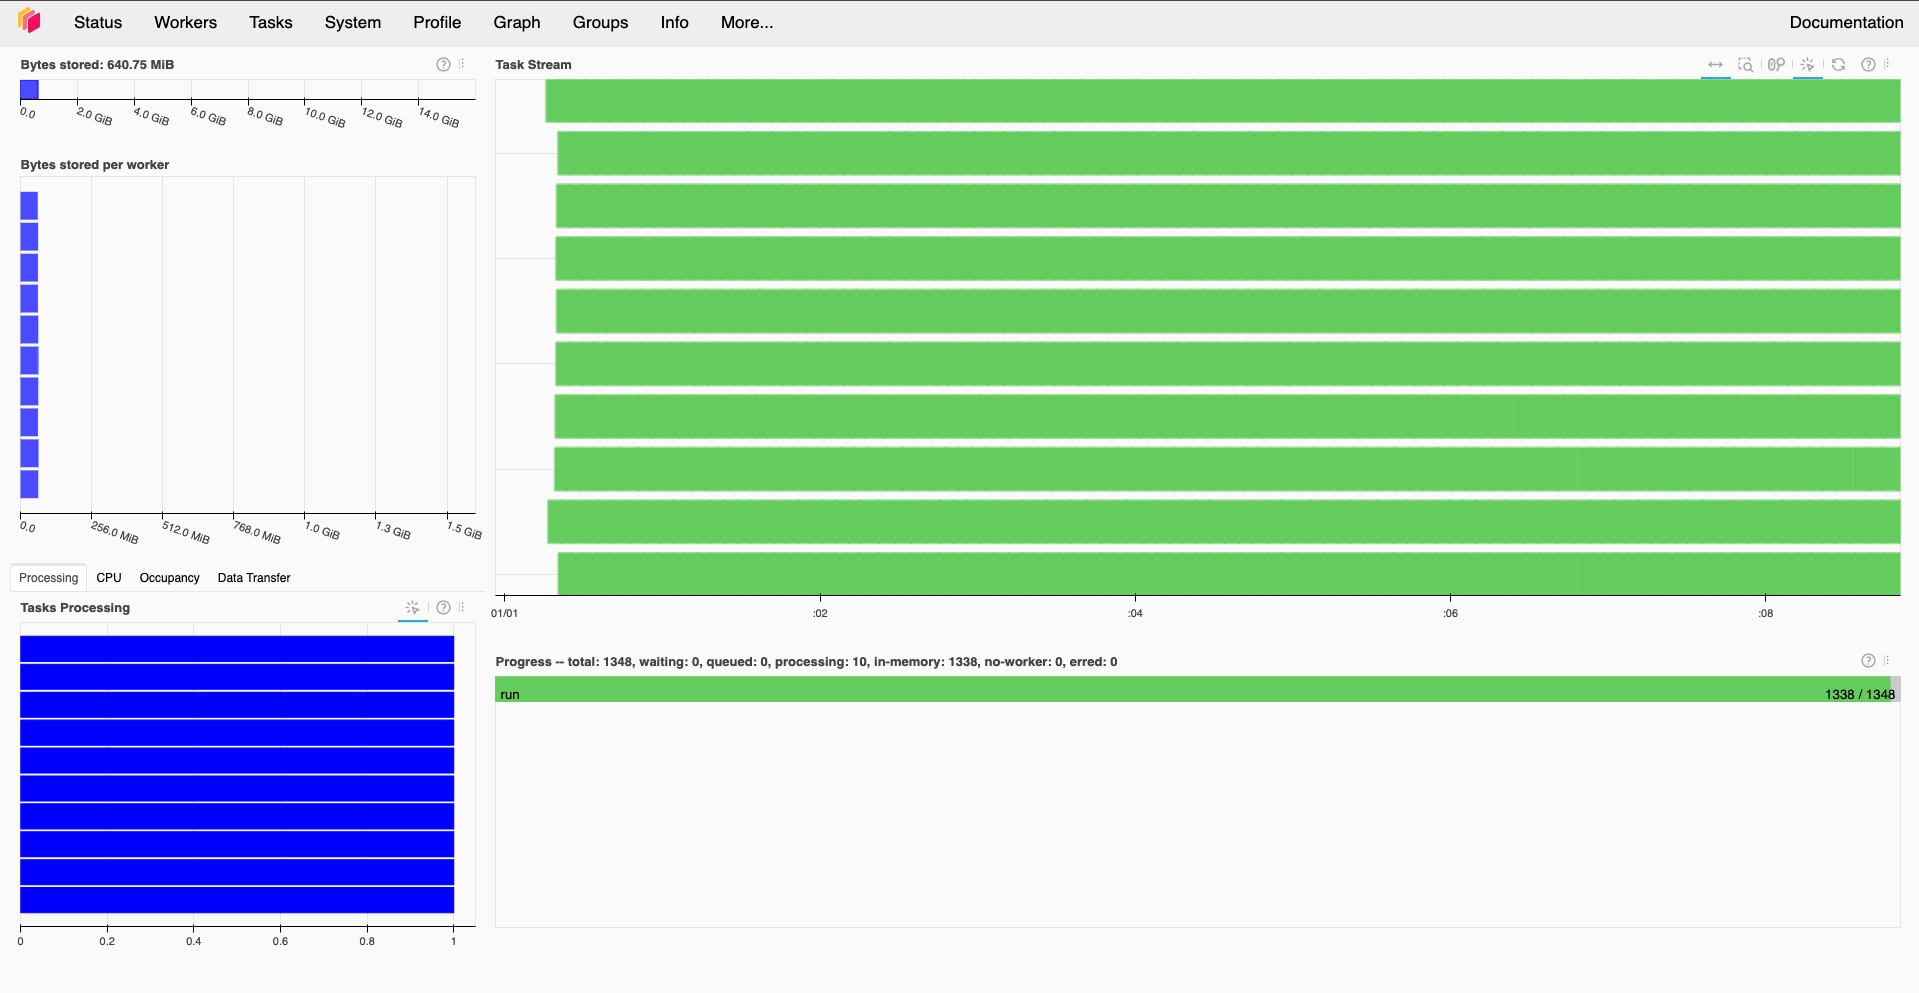 Status Workers Tasks System Profile Graph Groups Info More... Documentation
Bytes stored: 640.75 MiB
0.0 2.0 GiB 4.0 GiB 6.0 GiB 8.0 GiB 10.0 GiB 12.0 GiB 14.0 GiB
Bytes stored per worker
0.0 256.0 MiB 512.0 MiB 768.0 MiB 1.0 GiB 1.3 GiB 1.5 GiB
Processing CPU Occupancy Data Transfer
Tasks Processing
0 0.2 0.4 0.6 0.8 1
Task Stream
01/01 :02 :04 :06 :08
Progress -- total: 1348, waiting: 0, queued: 0, processing: 10, in-memory: 1338, no-worker: 0, erred: 0
run 1338 / 1348